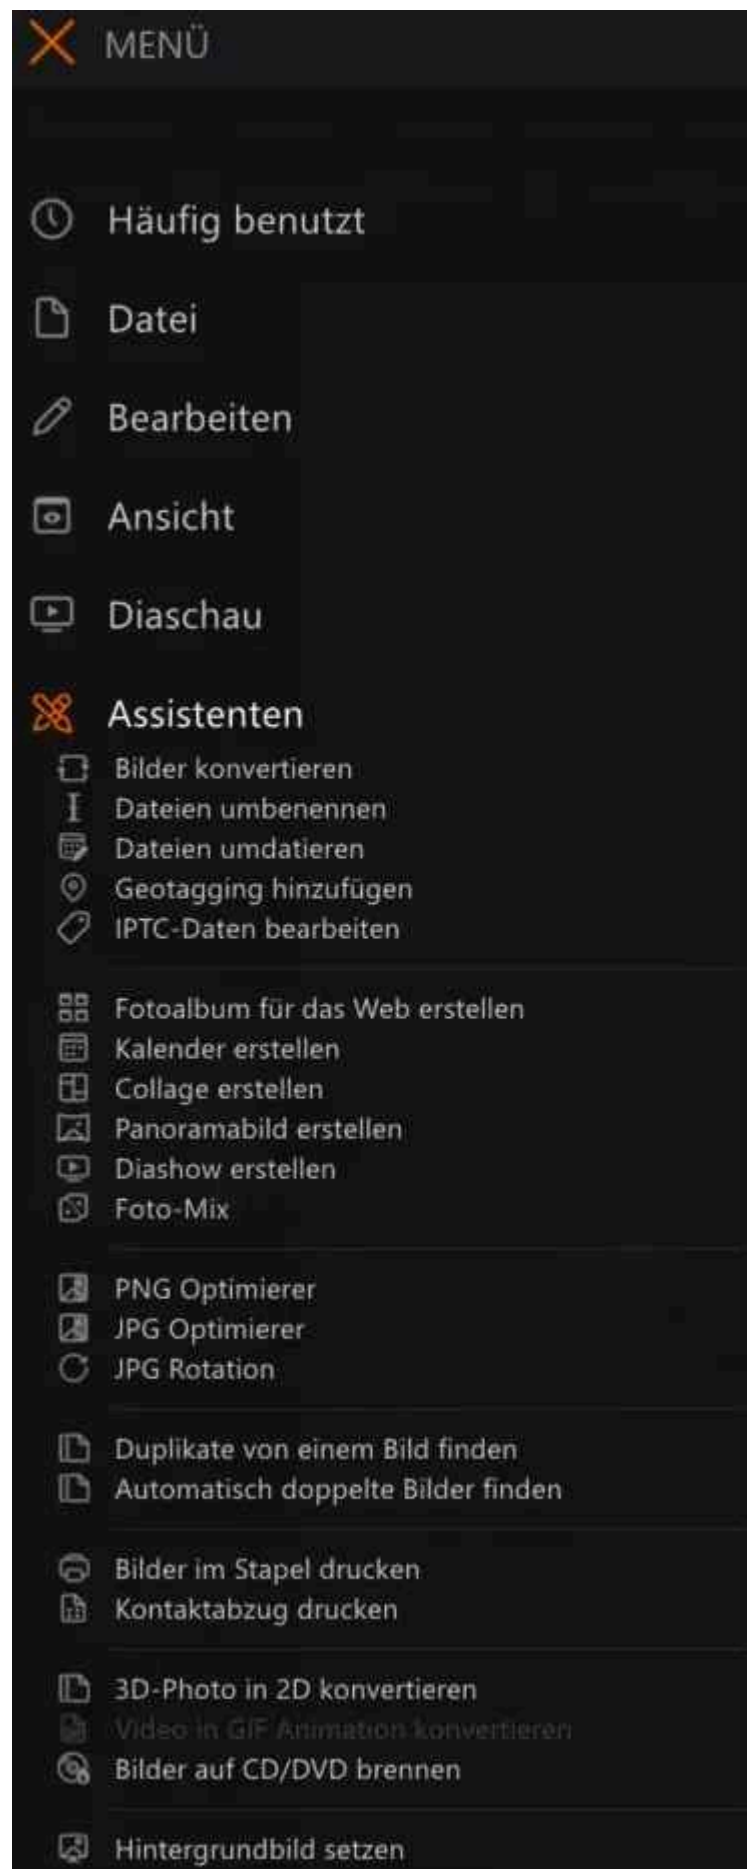 MENÜ
Häufig benutzt
Datei
Bearbeiten
Ansicht
Diaschau
Assistenten
Bilder konvertieren
Dateien umbenennen
Dateien umdatieren
Geotagging hinzufügen
IPTC-Daten bearbeiten
Fotoalbum für das Web erstellen
Kalender erstellen
Collage erstellen
Panoramabild erstellen
Diashow erstellen
Foto-Mix
PNG Optimierer
JPG Optimierer
JPG Rotation
Duplikate von einem Bild finden
Automatisch doppelte Bilder finden
Bilder im Stapel drucken
Kontaktabzug drucken
3D-Photo in 2D konvertieren
Video in GIF Animation konvertieren
Bilder auf CD/DVD brennen
Hintergrundbild setzen